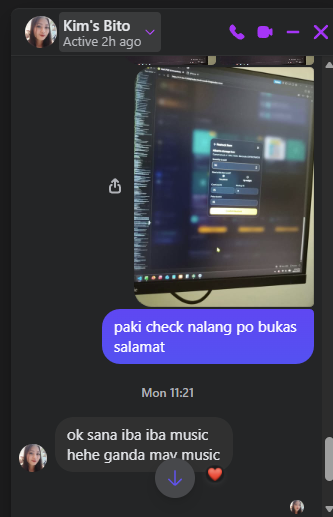 Kim's Bito
Active 2h ago
paki check nalang po bukas
salamat
Mon 11:21
ok sana iba iba music
hehe ganda may music